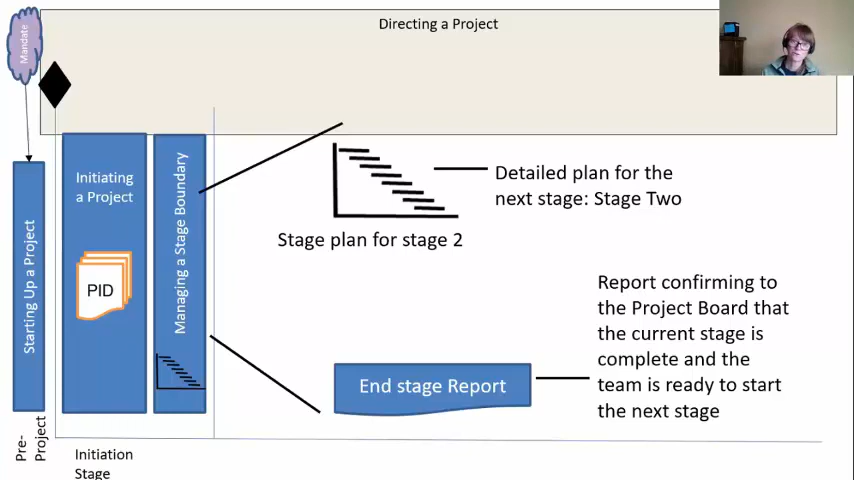 Directing a Project
Mandate
Initiating
a Project
PID
Managing a Stage Boundary
Starting Up a Project
Pre-
Project
Initiation
Stage
Stage plan for stage 2
Detailed plan for the
next stage: Stage Two
End stage Report
Report confirming to
the Project Board that
the current stage is
complete and the
team is ready to start
the next stage